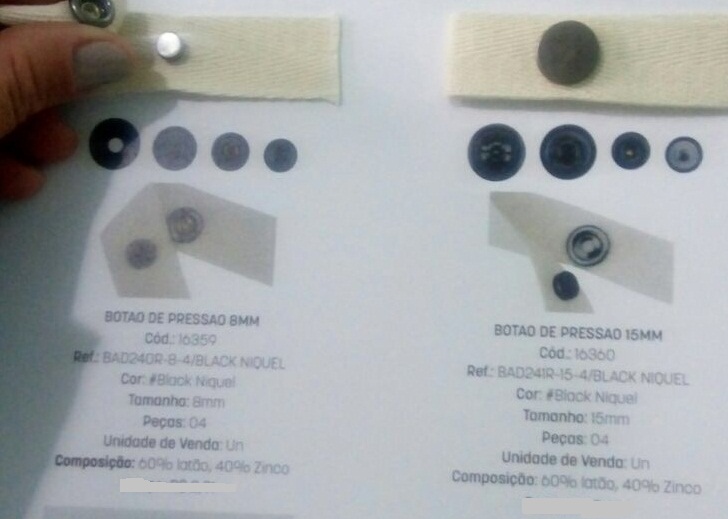 BOTAO DE PRESSAO 8MM
Cód.: 16359
Ref.: BAD240R-8-4/BLACK NIQUEL
Cor: #Black Niquel
Tamanho: 8mm
Peças: 04
Unidade de Venda: Un
Composição: 60% latão, 40% Zinco
BOTAO DE PRESSAO 15MM
Cód.: 16360
Ref.: BAD241R-15-4/BLACK NIQUEL
Cor: #Black Niquel
Tamanho: 15mm
Peças: 04
Unidade de Venda: Un
Composição: 60% latão, 40% Zinco